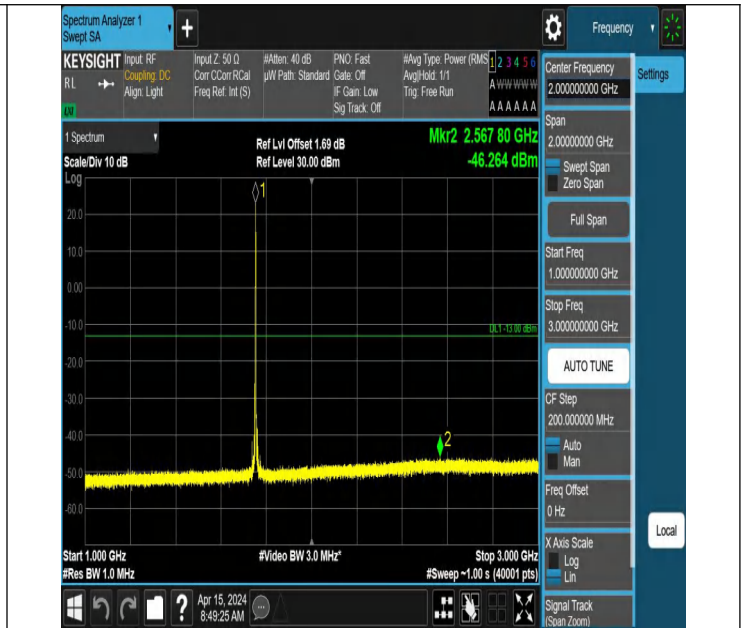 Spectrum Analyzer 1
Swept SA
+
Frequency
KEYSIGHT
RL
Input: RF
Coupling: DC
Align: Light
Input Z: 50 Ω
Corr CCorr RCal
Freq Ref: Int (S)
#Atten: 40 dB
µW Path: Standard
PNO: Fast
Gate: Off
IF Gain: Low
Sig Track: Off
#Avg Type: Power (RMS
Avg|Hold: 1/1
Trig: Free Run
1 2 3 4 5 6
A W W W W W
A A A A A A
1 Spectrum
Scale/Div 10 dB
Ref Lvl Offset 1.69 dB
Ref Level 30.00 dBm
Mkr2 2.567 80 GHz
-46.264 dBm
Log
1
20.0
10.0
0.00
-10.0
DL1 -13.00 dBm
-20.0
-30.0
-40.0
2
-50.0
-60.0
Start 1.000 GHz
#Video BW 3.0 MHz*
Stop 3.000 GHz
#Res BW 1.0 MHz
#Sweep ~1.00 s (40001 pts)
?
Apr 15, 2024
8:49:25 AM
Center Frequency
2.000000000 GHz
Settings
Span
2.00000000 GHz
Swept Span
Zero Span
Full Span
Start Freq
1.000000000 GHz
Stop Freq
3.000000000 GHz
AUTO TUNE
CF Step
200.000000 MHz
Auto
Man
Freq Offset
0 Hz
X Axis Scale
Log
Lin
Local
Signal Track
(Span Zoom)